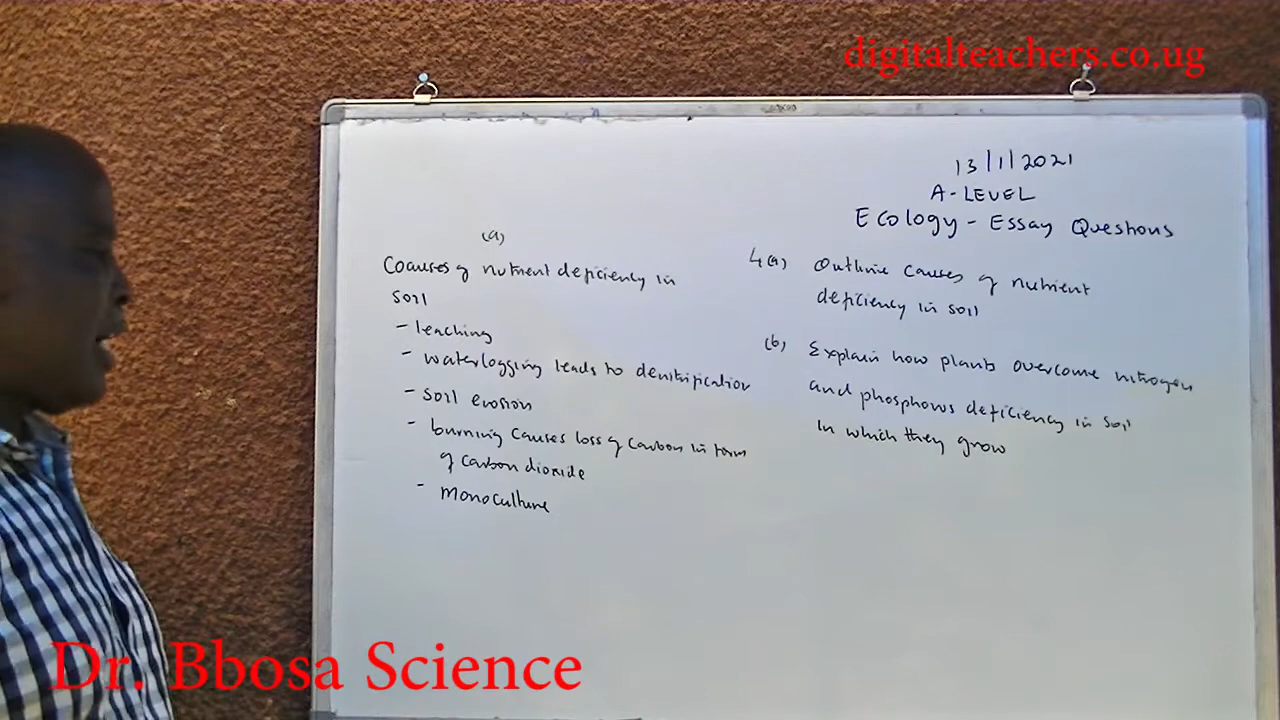 digitalteachers.co.ug
13/1/2021
A-LEVEL
Ecology - Essay Questions
4(a) Outline causes of nutrient
deficiency in soil
(b) Explain how plants overcome nitrogen
and phosphorus deficiency in soil
in which they grow
(a)
Coauses of nutrient deficiency in
soil
- leaching
- waterlogging leads to denitrification
- soil erosion
- burning causes loss of carbon in form
of carbon dioxide
- monoculture
Dr. Bbosa Science